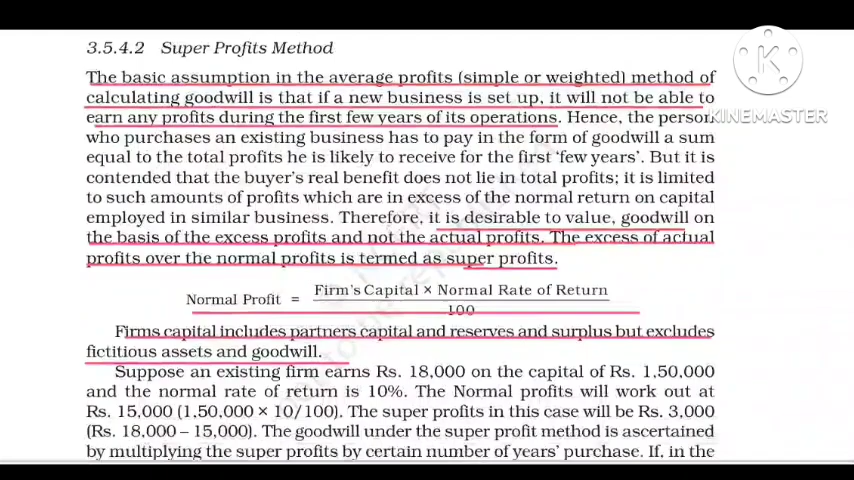 3.5.4.2 Super Profits Method
The basic assumption in the average profits (simple or weighted) method of
calculating goodwill is that if a new business is set up, it will not be able to
earn any profits during the first few years of its operations. Hence, the person
who purchases an existing business has to pay in the form of goodwill a sum
equal to the total profits he is likely to receive for the first 'few years'. But it is
contended that the buyer's real benefit does not lie in total profits; it is limited
to such amounts of profits which are in excess of the normal return on capital
employed in similar business. Therefore, it is desirable to value, goodwill on
the basis of the excess profits and not the actual profits. The excess of actual
profits over the normal profits is termed as super profits.
Normal Profit = Firm's Capital × Normal Rate of Return
100
Firms capital includes partners capital and reserves and surplus but excludes
fictitious assets and goodwill.
Suppose an existing firm earns Rs. 18,000 on the capital of Rs. 1,50,000
and the normal rate of return is 10%. The Normal profits will work out at
Rs. 15,000 (1,50,000 × 10/100). The super profits in this case will be Rs. 3,000
(Rs. 18,000 – 15,000). The goodwill under the super profit method is ascertained
by multiplying the super profits by certain number of years' purchase. If, in the
KINEMASTER